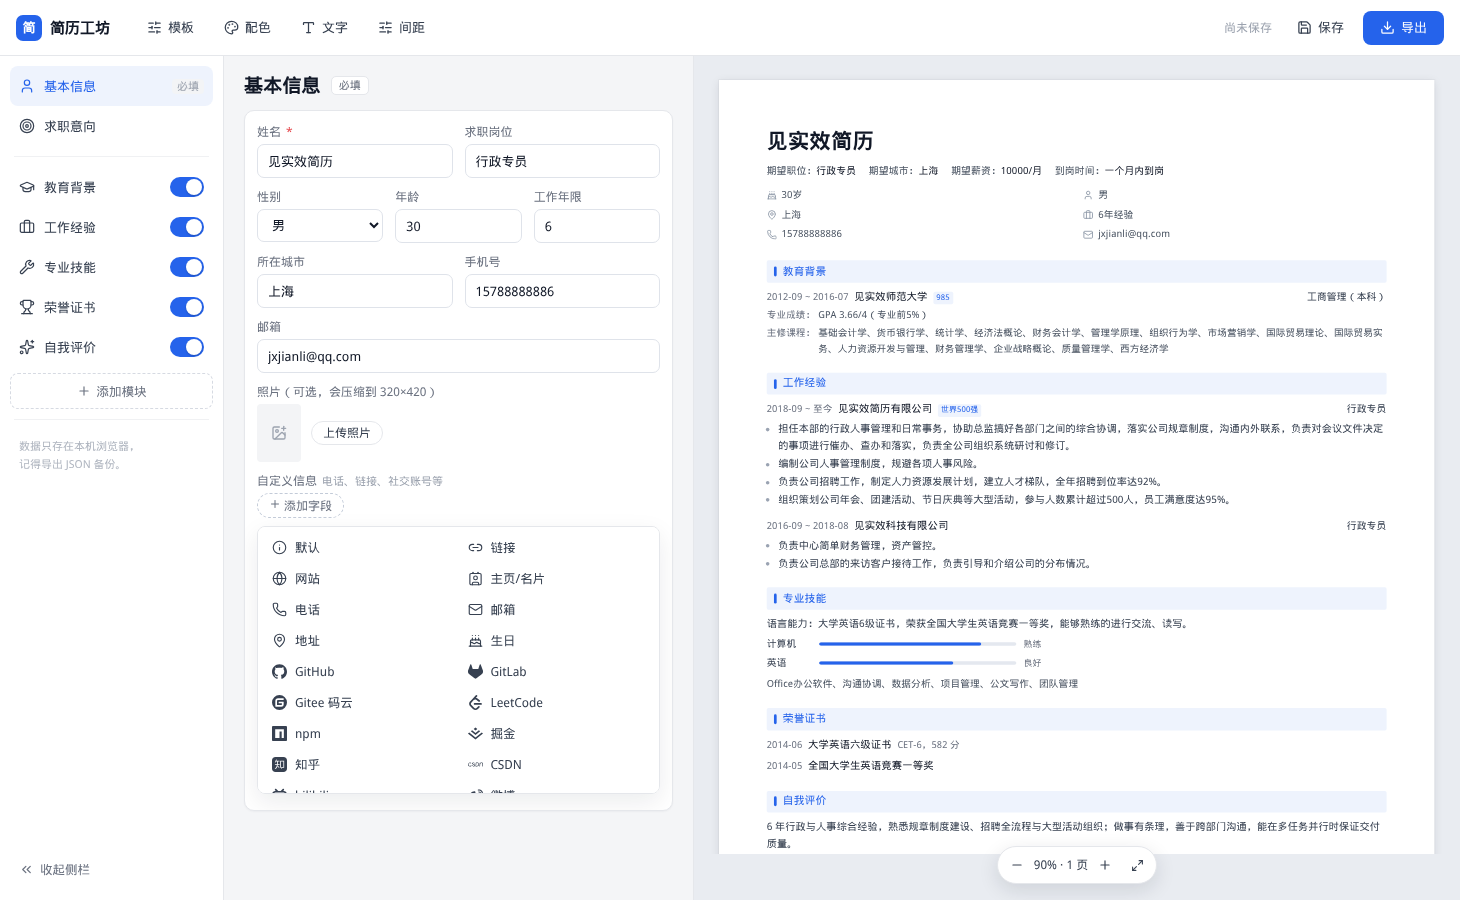 简 简历工坊 模板 配色 文字 间距 尚未保存 保存 导出
基本信息 必填
求职意向
教育背景
工作经验
专业技能
荣誉证书
自我评价
添加模块
数据只存在本机浏览器，
记得导出 JSON 备份。
收起侧栏
基本信息 必填
姓名 * 求职岗位
见实效简历 行政专员
性别 年龄 工作年限
男 30 6
所在城市 手机号
上海 15788888886
邮箱
jxjianli@qq.com
照片（可选，会压缩到 320×420）
上传照片
自定义信息 电话、链接、社交账号等
添加字段
默认 链接
网站 主页/名片
电话 邮箱
地址 生日
GitHub GitLab
Gitee 码云 LeetCode
npm 掘金
知 知乎 CSDN CSDN
见实效简历
期望职位：行政专员 期望城市：上海 期望薪资：10000/月 到岗时间：一个月内到岗
30岁 男
上海 6年经验
15788888886 jxjianli@qq.com
教育背景
2012-09 ~ 2016-07 见实效师范大学 985 工商管理（本科）
专业成绩： GPA 3.66/4（专业前5%）
主修课程： 基础会计学、货币银行学、统计学、经济法概论、财务会计学、管理学原理、组织行为学、市场营销学、国际贸易理论、国际贸易实
务、人力资源开发与管理、财务管理学、企业战略概论、质量管理学、西方经济学
工作经验
2018-09 ~ 至今 见实效简历有限公司 世界500强 行政专员
担任本部的行政人事管理和日常事务，协助总监搞好各部门之间的综合协调，落实公司规章制度，沟通内外联系，负责对会议文件决定
的事项进行催办、查办和落实，负责全公司组织系统研讨和修订。
编制公司人事管理制度，规避各项人事风险。
负责公司招聘工作，制定人力资源发展计划，建立人才梯队，全年招聘到位率达92%。
组织策划公司年会、团建活动、节日庆典等大型活动，参与人数累计超过500人，员工满意度达95%。
2016-09 ~ 2018-08 见实效科技有限公司 行政专员
负责中心简单财务管理，资产管控。
负责公司总部的来访客户接待工作，负责引导和介绍公司的分布情况。
专业技能
语言能力：大学英语6级证书，荣获全国大学生英语竞赛一等奖，能够熟练的进行交流、读写。
计算机 熟练
英语 良好
Office办公软件、沟通协调、数据分析、项目管理、公文写作、团队管理
荣誉证书
2014-06 大学英语六级证书 CET-6，582 分
2014-05 全国大学生英语竞赛一等奖
自我评价
6 年行政与人事综合经验，熟悉规章制度建设、招聘全流程与大型活动组织；做事有条理，善于跨部门沟通，能在多任务并行时保证交付
质量。
90% · 1 页